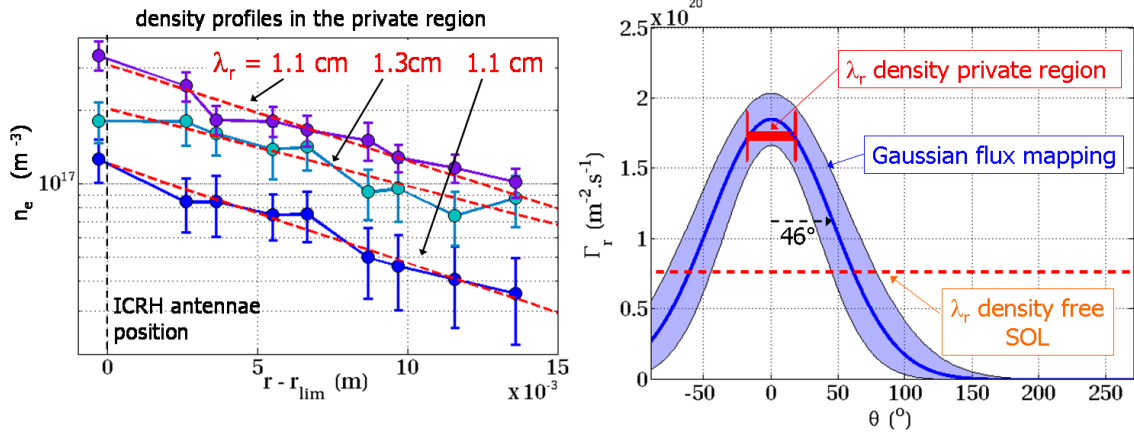 density profiles in the private region
λr = 1.1 cm 1.3cm 1.1 cm
10^17
ne (m -3)
ICRH antennae
position
0 5 10 15
r - rlim (m)
x 10-3
x 10^20
2.5
2
1.5
1
0.5
0
Γr (m-2.s-1)
λr density private region
Gaussian flux mapping
46°
λr density free
SOL
-50 0 50 100 150 200 250
θ (o)